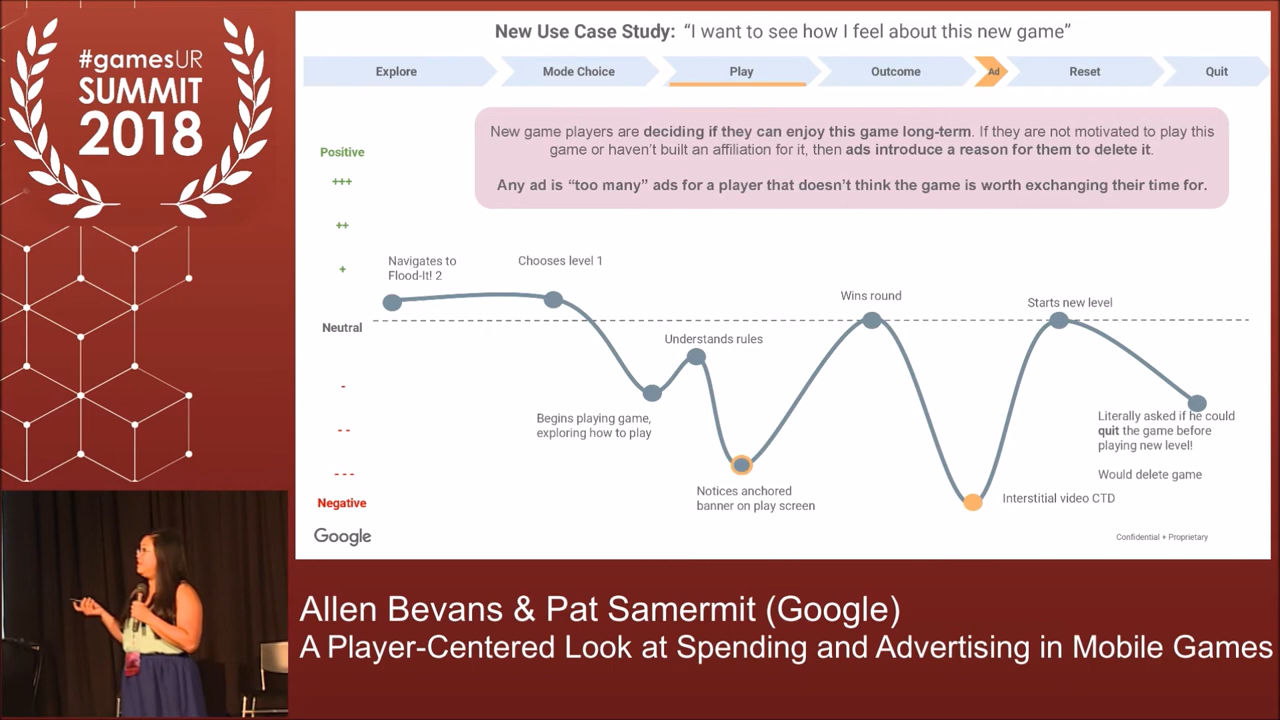 #gamesUR
SUMMIT
2018
New Use Case Study: “I want to see how I feel about this new game”
Explore
Mode Choice
Play
Outcome
Ad
Reset
Quit
New game players are deciding if they can enjoy this game long-term. If they are not motivated to play this
game or haven’t built an affiliation for it, then ads introduce a reason for them to delete it.
Any ad is “too many” ads for a player that doesn’t think the game is worth exchanging their time for.
Positive
+++
++
+
Neutral
-
- -
- - -
Negative
Navigates to
Flood-It! 2
Chooses level 1
Begins playing game,
exploring how to play
Understands rules
Notices anchored
banner on play screen
Wins round
Interstitial video CTD
Starts new level
Literally asked if he could
quit the game before
playing new level!
Would delete game
Google
Confidential + Proprietary
Allen Bevans & Pat Samermit (Google)
A Player-Centered Look at Spending and Advertising in Mobile Games